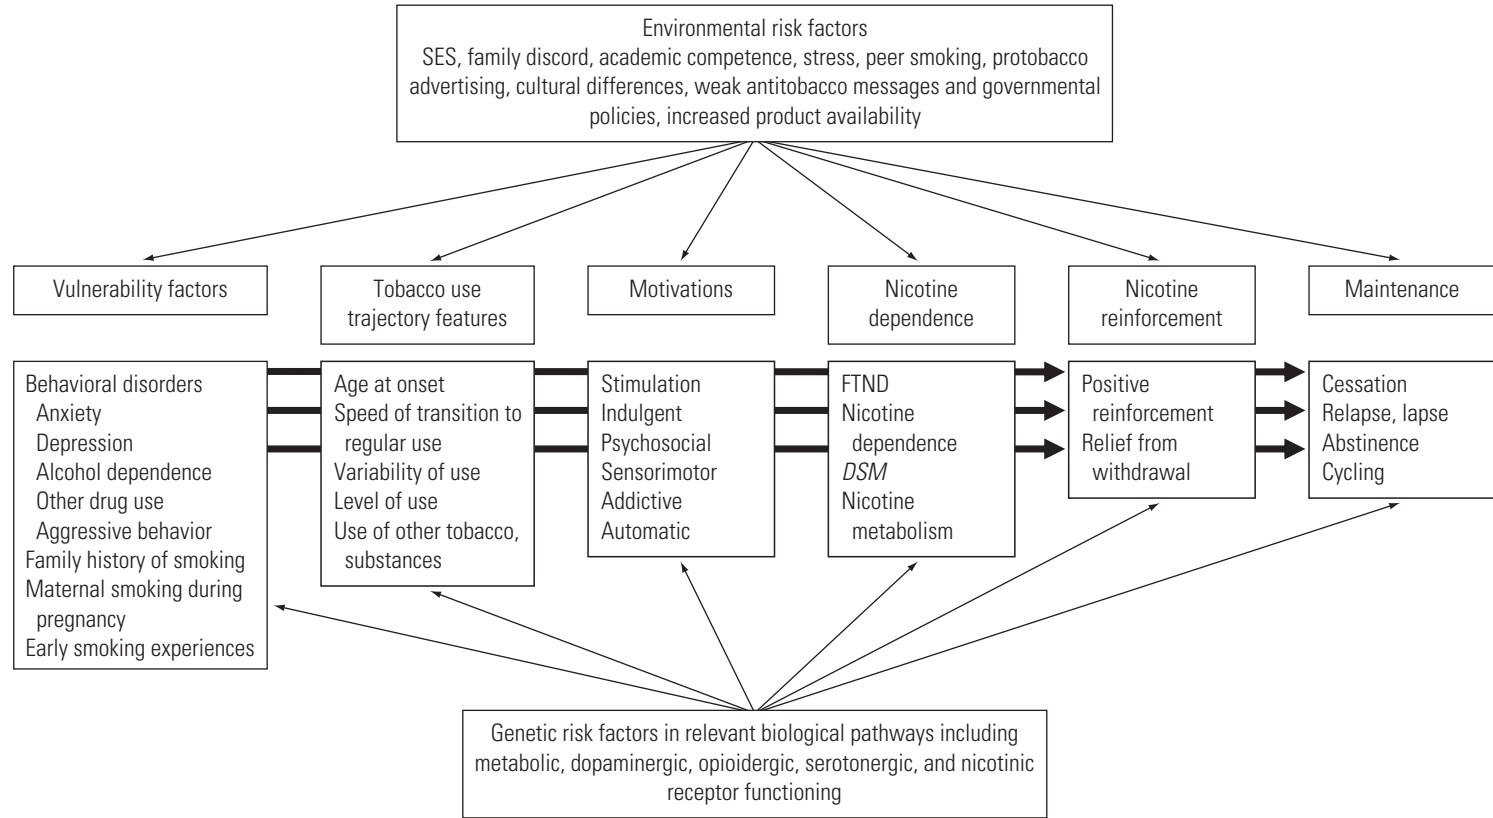 Environmental risk factors
SES, family discord, academic competence, stress, peer smoking, protobacco
advertising, cultural differences, weak antitobacco messages and governmental
policies, increased product availability
Vulnerability factors
Tobacco use
trajectory features
Motivations
Nicotine
dependence
Nicotine
reinforcement
Maintenance
Behavioral disorders
Anxiety
Depression
Alcohol dependence
Other drug use
Aggressive behavior
Family history of smoking
Maternal smoking during
pregnancy
Early smoking experiences
Age at onset
Speed of transition to
regular use
Variability of use
Level of use
Use of other tobacco,
substances
Stimulation
Indulgent
Psychosocial
Sensorimotor
Addictive
Automatic
FTND
Nicotine
dependence
DSM
Nicotine
metabolism
Positive
reinforcement
Relief from
withdrawal
Cessation
Relapse, lapse
Abstinence
Cycling
Genetic risk factors in relevant biological pathways including
metabolic, dopaminergic, opioidergic, serotonergic, and nicotinic
receptor functioning